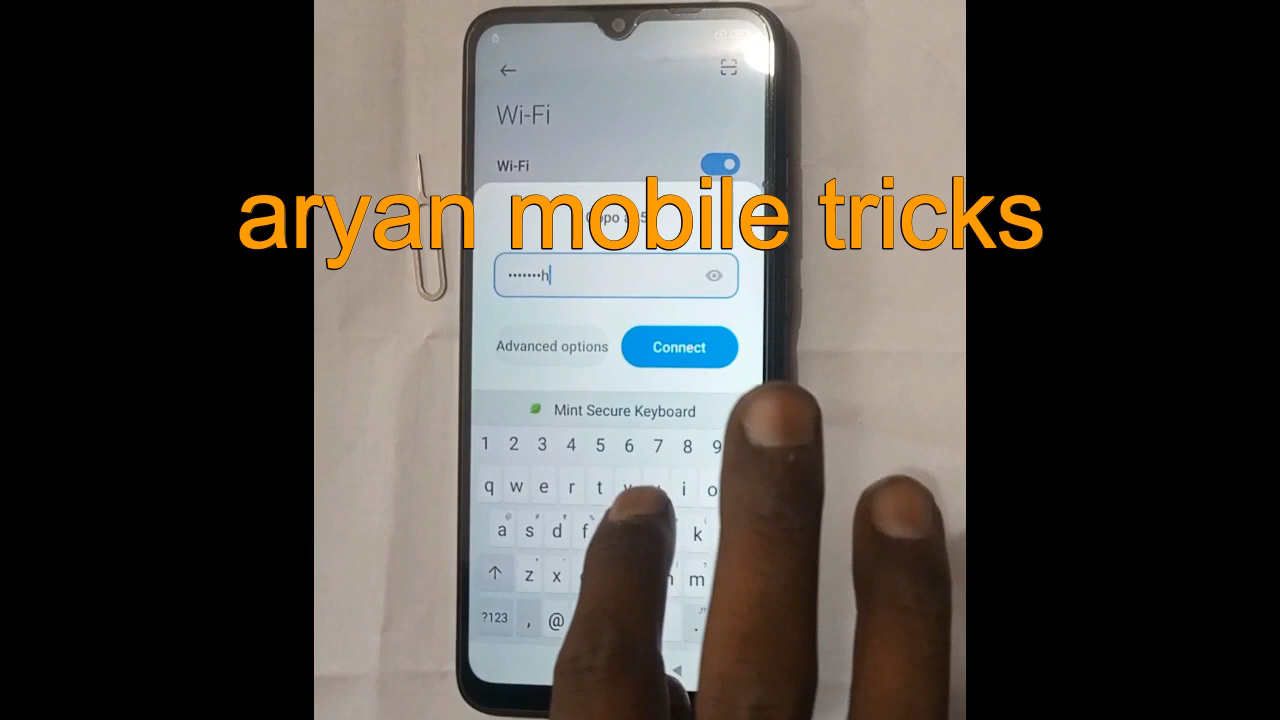 Wi-Fi
Wi-Fi
aryan mobile tricks
•••••••h
Advanced options
Connect
Mint Secure Keyboard
1 2 3 4 5 6 7 8 9
q w e r t i o
a s d f k
z x m
?123 , @ .